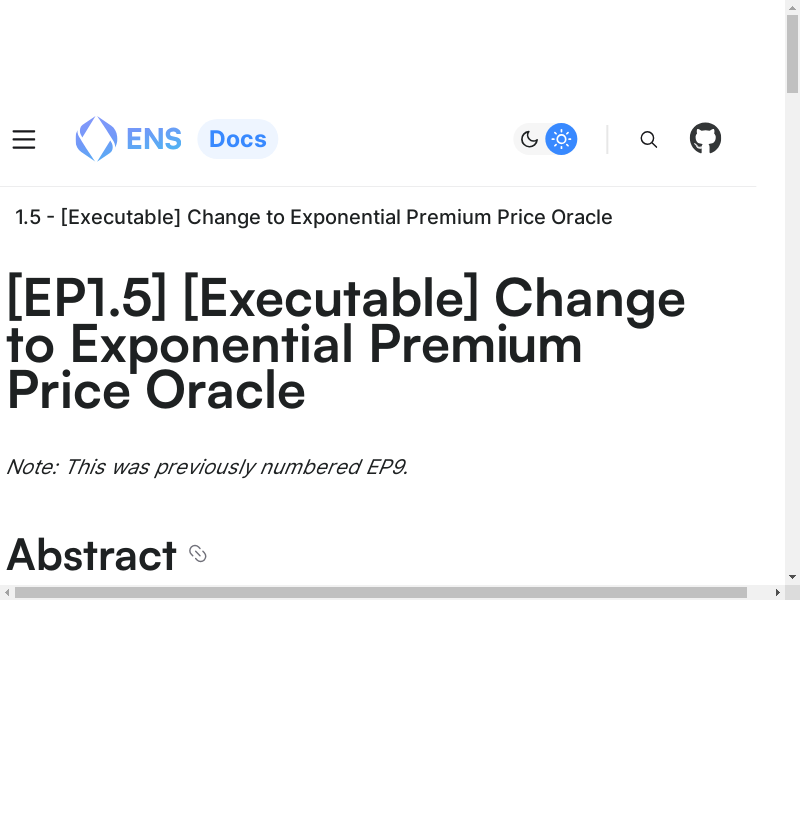 ENS Docs
1.5 - [Executable] Change to Exponential Premium Price Oracle
[EP1.5] [Executable] Change
to Exponential Premium
Price Oracle
Note: This was previously numbered EP9.
Abstract